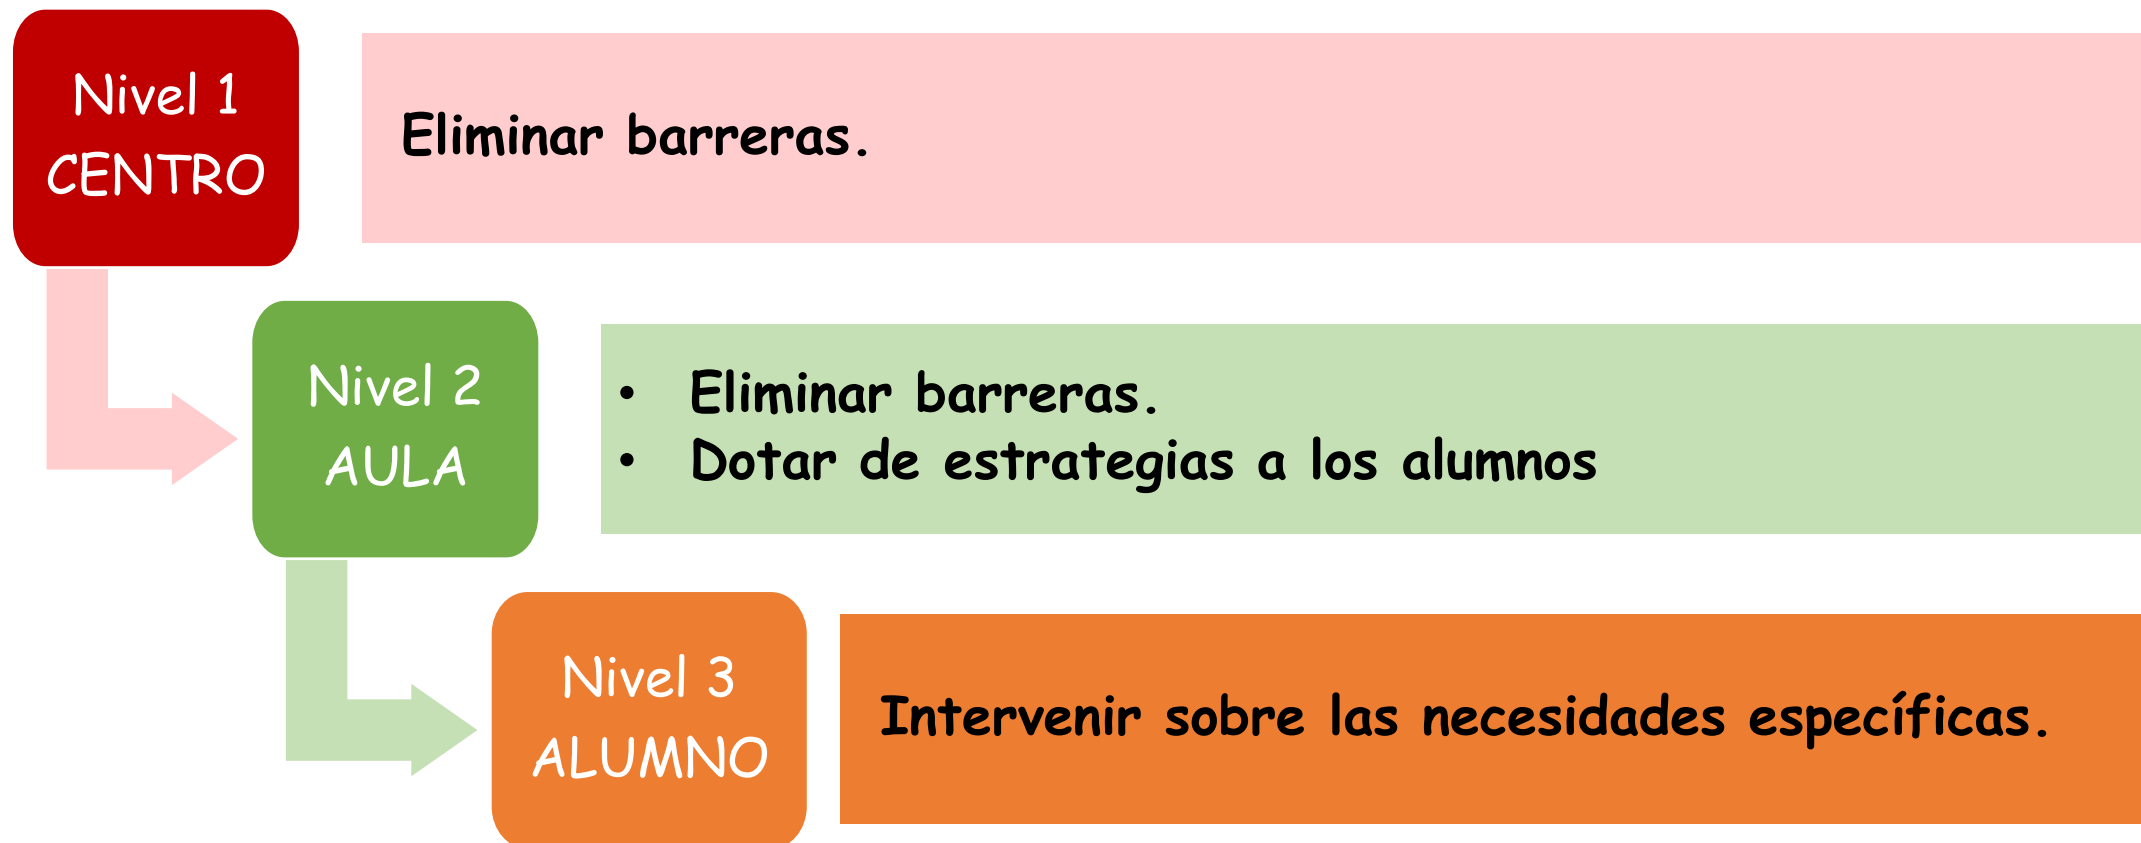 Nivel 1
CENTRO
Eliminar barreras.
Nivel 2
AULA
• Eliminar barreras.
• Dotar de estrategias a los alumnos
Nivel 3
ALUMNO
Intervenir sobre las necesidades específicas.